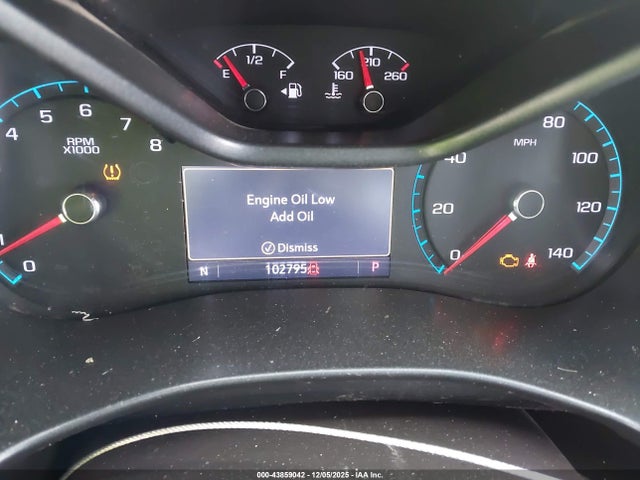 1/2
E F
210
160 260
4 5 6 7 8
RPM
X1000
1
0
Engine Oil Low
Add Oil
Dismiss
N 102795 P
0 20 40 80 100 120 140
MPH
000-43859042 - 12/05/2025 - IAA Inc.